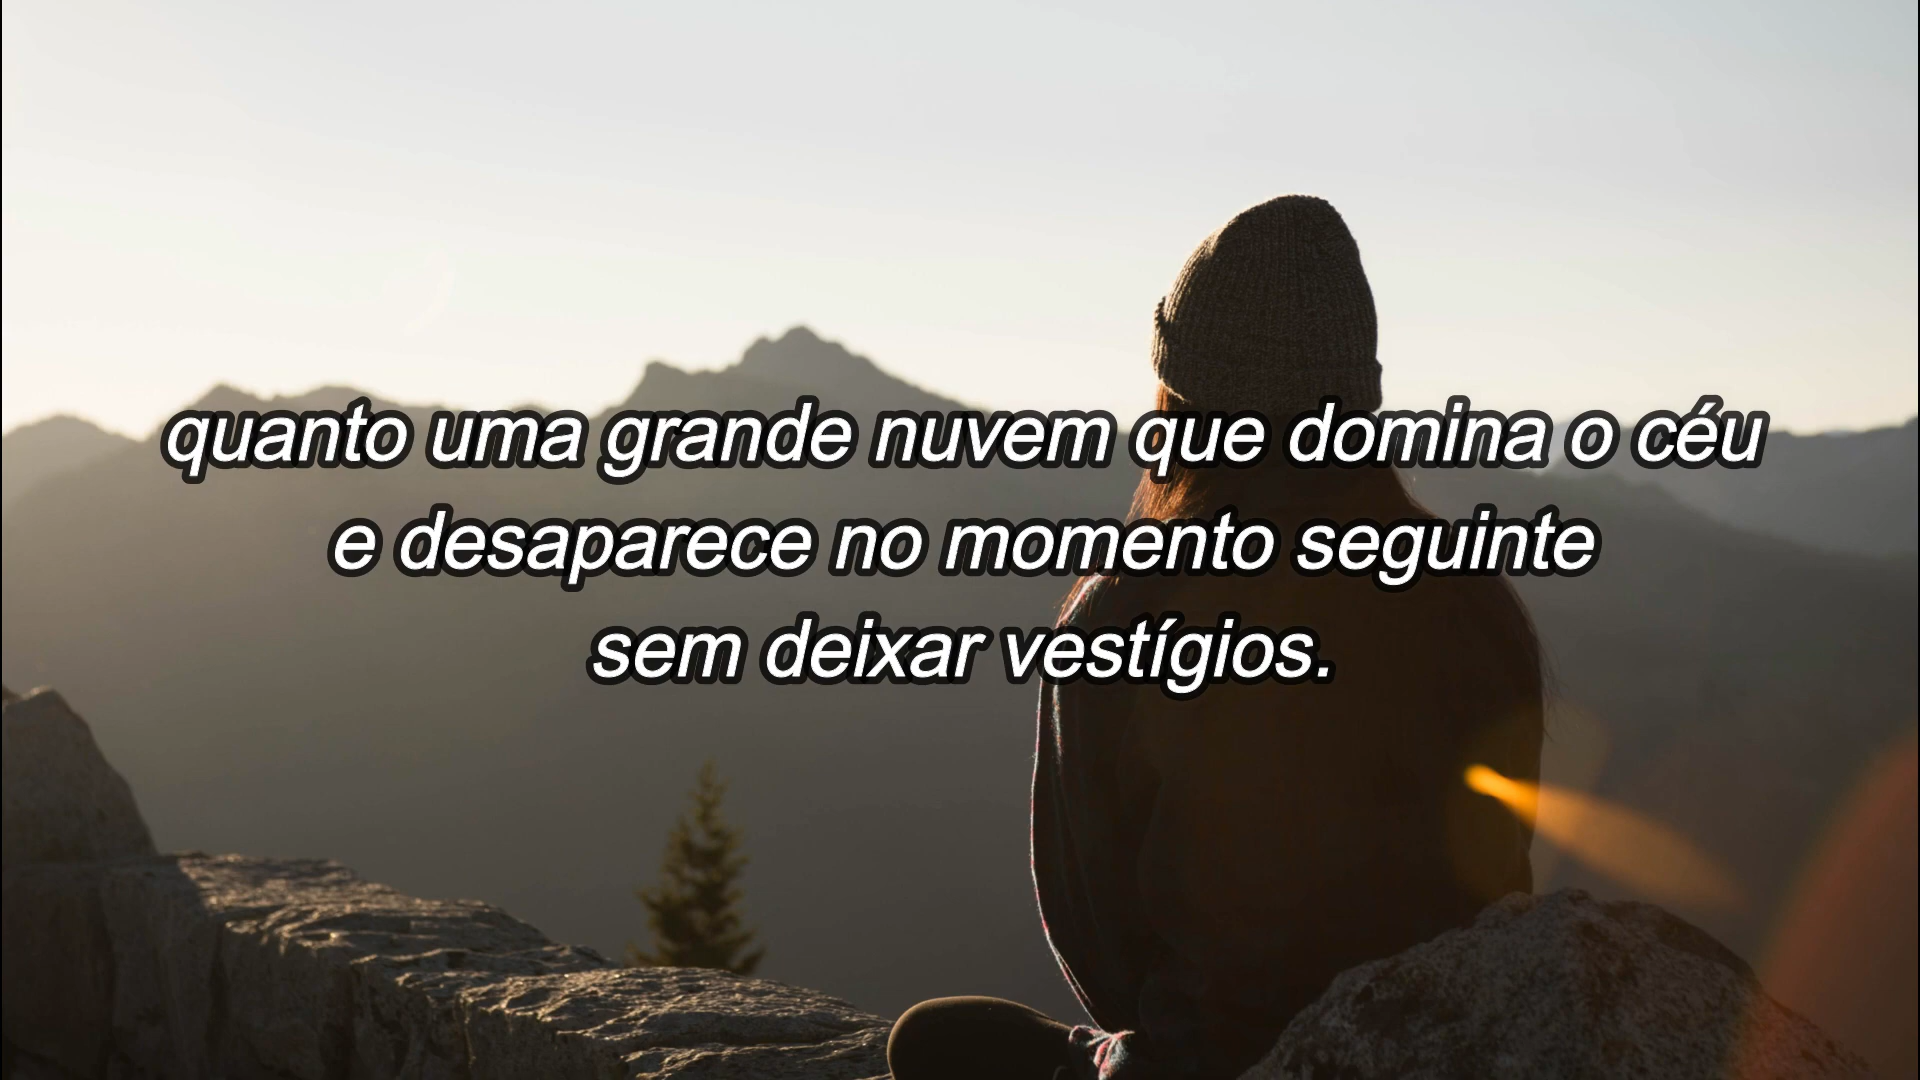 quanto uma grande nuvem que domina o céu
e desaparece no momento seguinte
sem deixar vestígios.